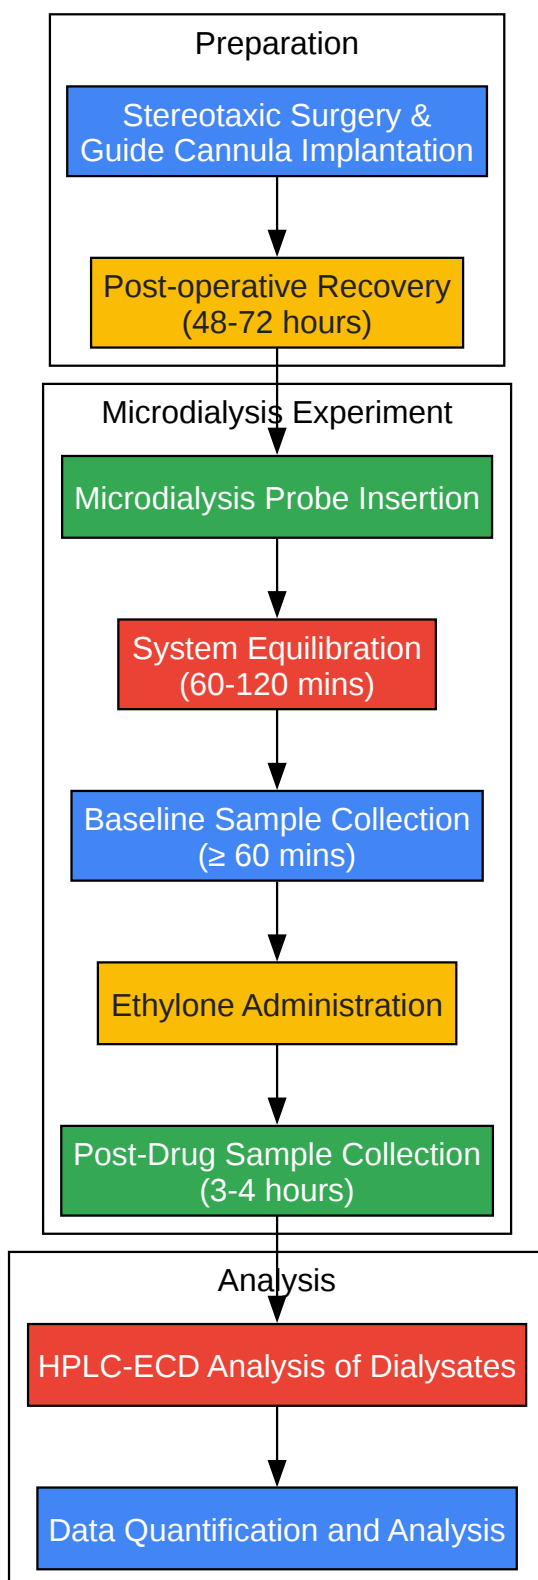 Preparation
Stereotaxic Surgery &
Guide Cannula Implantation
Post-operative Recovery
(48-72 hours)
Microdialysis Experiment
Microdialysis Probe Insertion
System Equilibration
(60-120 mins)
Baseline Sample Collection
(≥ 60 mins)
Ethylone Administration
Post-Drug Sample Collection
(3-4 hours)
Analysis
HPLC-ECD Analysis of Dialysates
Data Quantification and Analysis